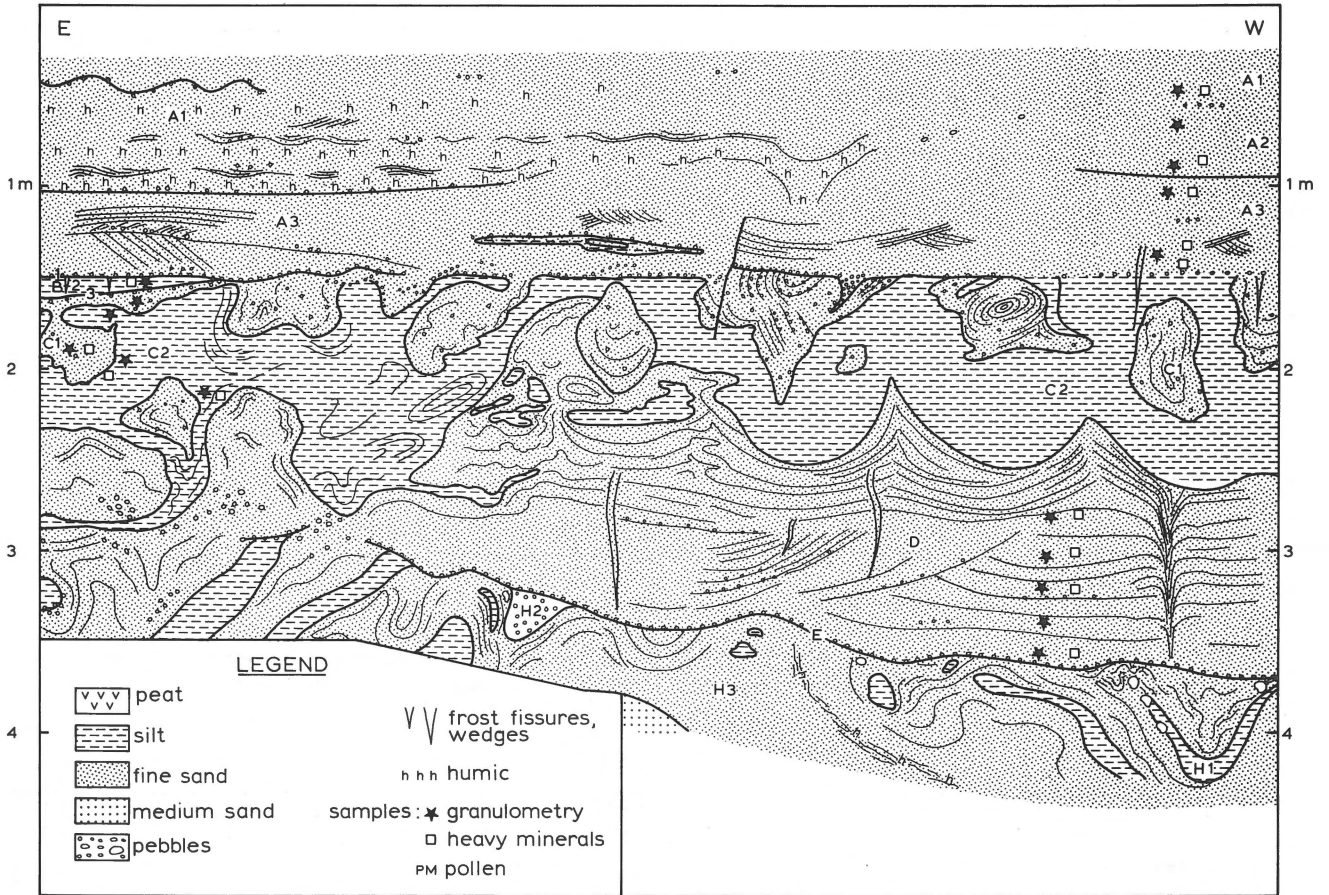 E W
A1
h h h h h h h h
A1
A2
h h h h h h h h h h h h h h h h
h h h h h h h h h h h h
1 m 1 m
A3 A3
1
B/2
3
C1 C2 C1
2 2
C2
D
3 3
H2
E
H3
4 4
H1
LEGEND
peat
silt
fine sand
medium sand
pebbles
frost fissures,
wedges
h h h humic
samples: granulometry
heavy minerals
PM pollen